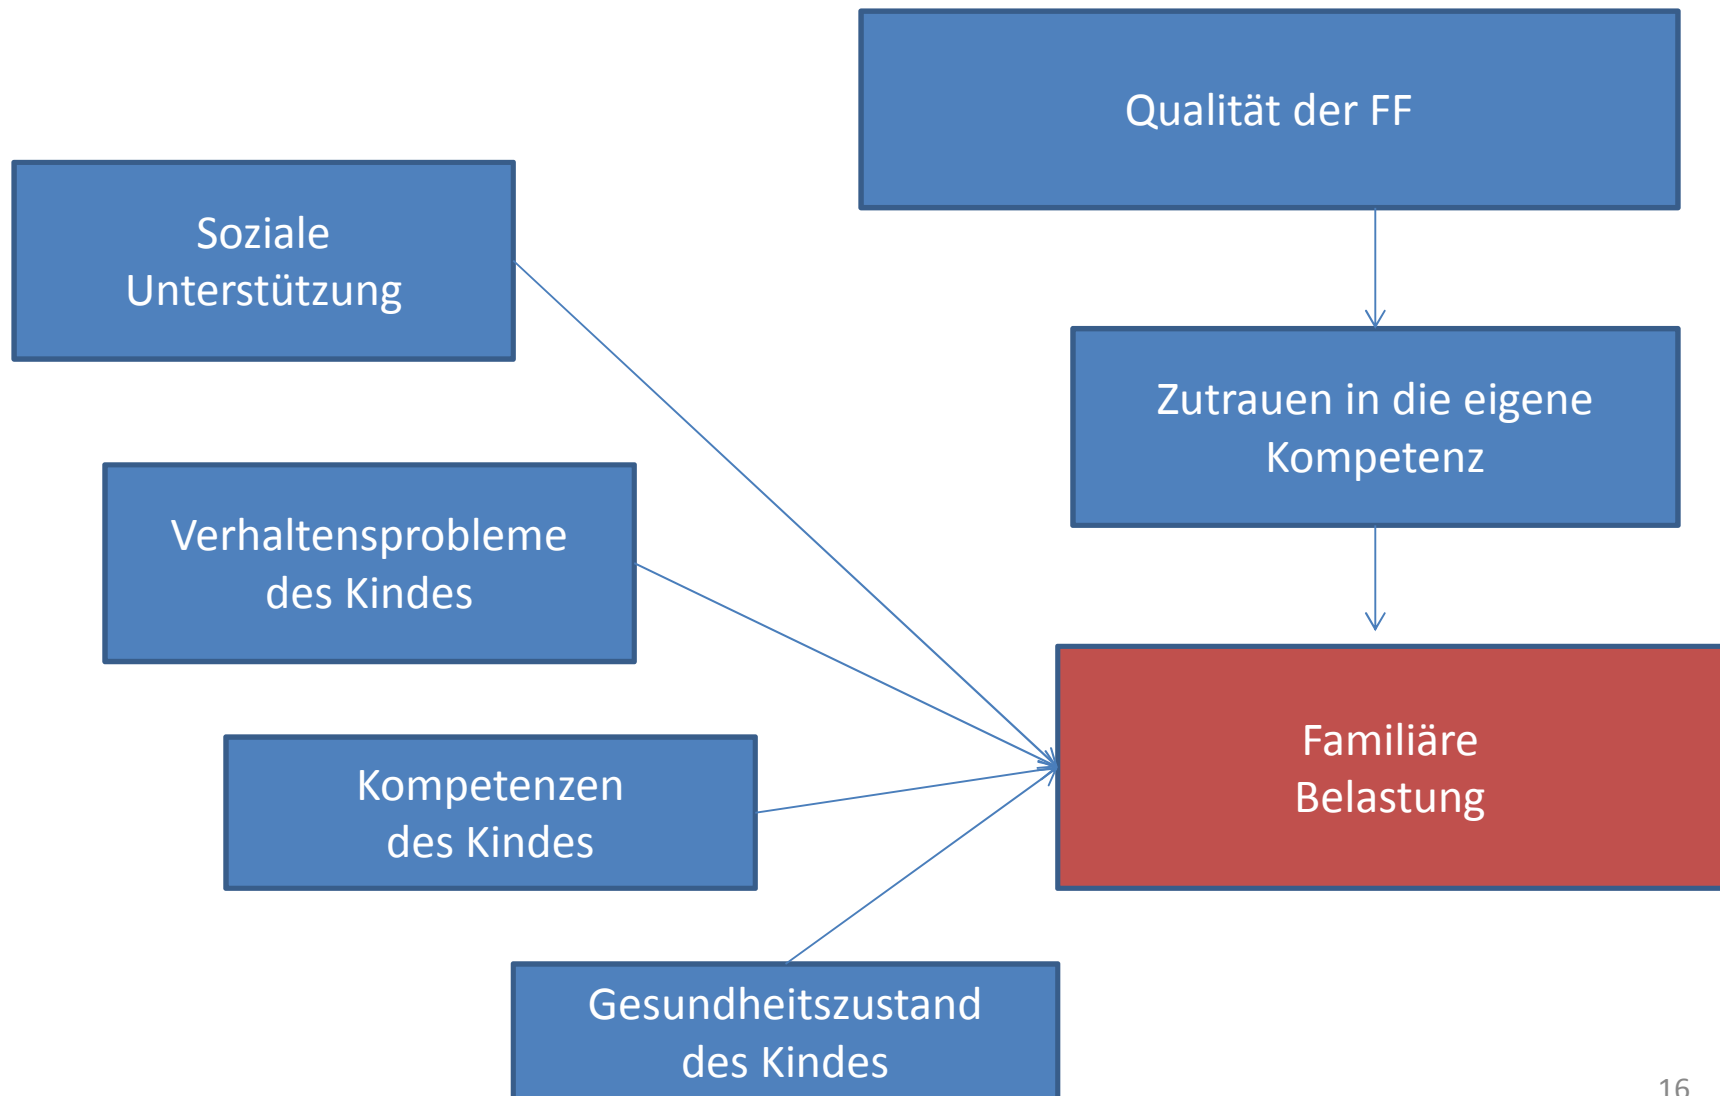 Qualität der FF
Soziale
Unterstützung
Zutrauen in die eigene
Kompetenz
Verhaltensprobleme
des Kindes
Familiäre
Belastung
Kompetenzen
des Kindes
Gesundheitszustand
des Kindes
16